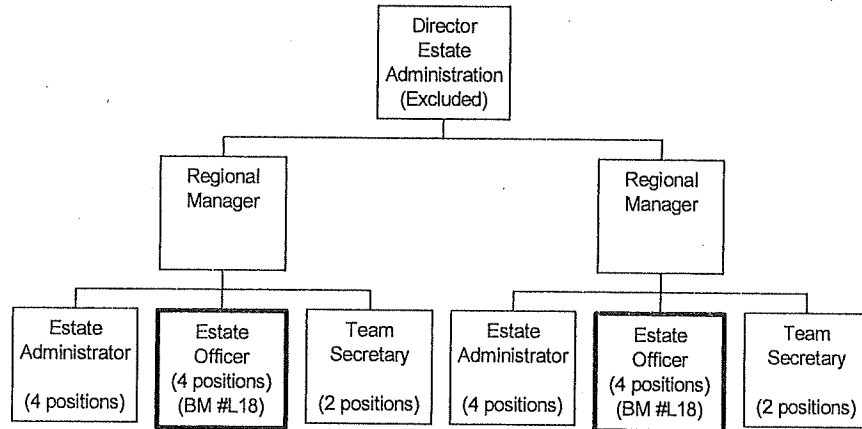 Director
Estate
Administration
(Excluded)
Regional
Manager
Regional
Manager
Estate
Administrator
(4 positions)
Estate
Officer
(4 positions)
(BM #L18)
Team
Secretary
(2 positions)
Estate
Administrator
(4 positions)
Estate
Officer
(4 positions)
(BM #L18)
Team
Secretary
(2 positions)